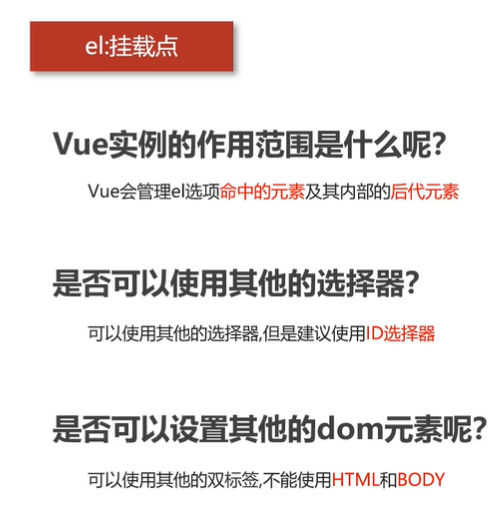 el:挂载点
Vue实例的作用范围是什么呢?
Vue会管理el选项命中的元素及其内部的后代元素
是否可以使用其他的选择器?
可以使用其他的选择器,但是建议使用ID选择器
是否可以设置其他的dom元素呢?
可以使用其他的双标签,不能使用HTML和BODY